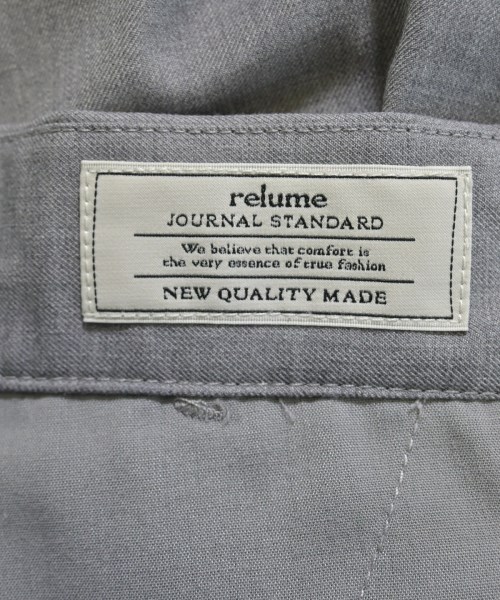 relume
JOURNAL STANDARD
We believe that comfort is
the very essence of true fashion
NEW QUALITY MADE